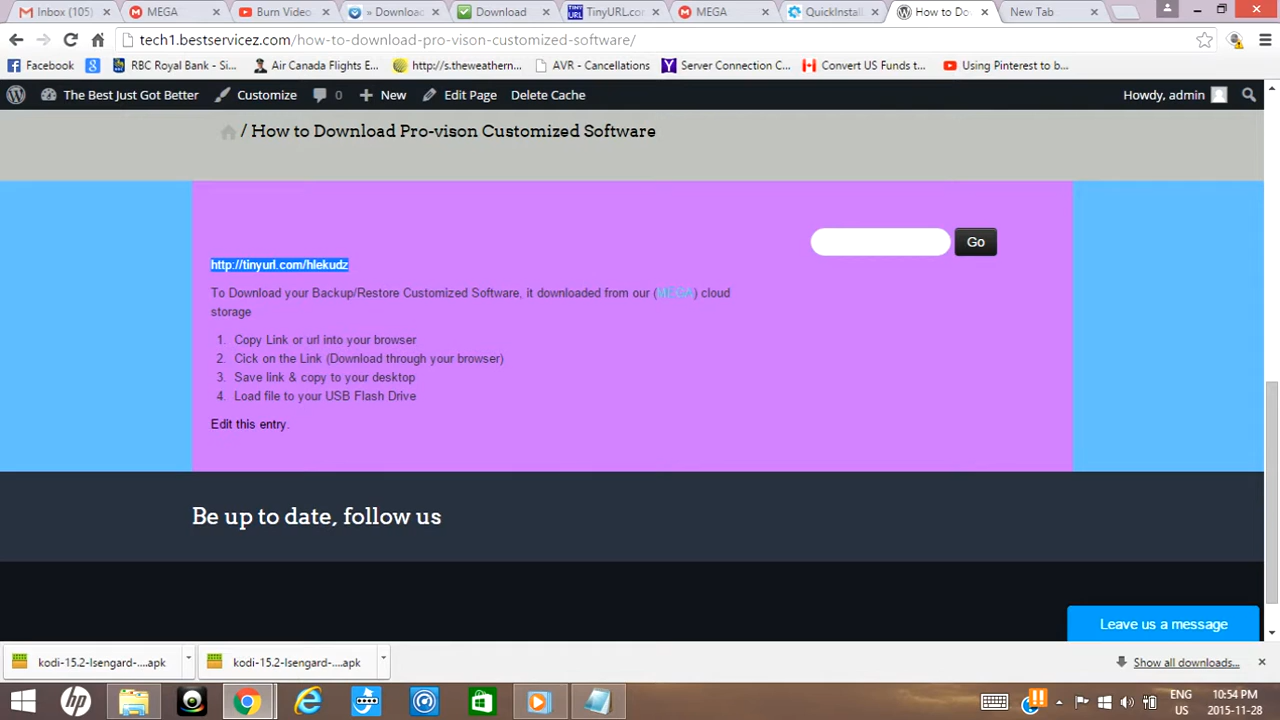 Inbox (105)
MEGA
Burn Video
» Download
Download
TINY URL
TinyURL.com
MEGA
QuickInstall
How to Do
New Tab
tech1.bestservicez.com/how-to-download-pro-vison-customized-software/
Facebook
RBC Royal Bank - Si...
Air Canada Flights E...
http://s.theweathern...
AVR - Cancellations
Server Connection C...
Convert US Funds t...
Using Pinterest to b...
The Best Just Got Better
Customize
0
New
Edit Page
Delete Cache
Howdy, admin
/ How to Download Pro-vison Customized Software
Go
http://tinyurl.com/hlekudz
To Download your Backup/Restore Customized Software, it downloaded from our (MEGA) cloud
storage
1. Copy Link or url into your browser
2. Cick on the Link (Download through your browser)
3. Save link & copy to your desktop
4. Load file to your USB Flash Drive
Edit this entry.
Be up to date, follow us
Leave us a message
kodi-15.2-Isengard-....apk
kodi-15.2-Isengard-....apk
Show all downloads...
ENG
US
10:54 PM
2015-11-28